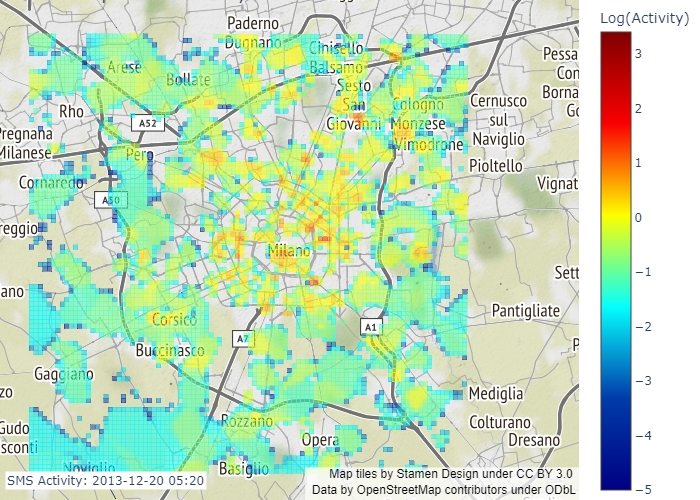 Log(Activity)
Paderno
Dugnano
Cinisello
Balsamo
Pessa
Con
Borna
Arese
Bollate
Sesto
San
Giovanni
Cologno
Monzese
Vimodrone
Cernusco
sul
Naviglio
Rho
A52
Pregnana
Milanese
Pero
Pioltello
Cornaredo
A50
Vignat
reggio
Milano
Sett
ano
Pantigliate
Corsico
A7
A1
Buccinasco
P
Gaggiano
zo
Mediglia
Gudo
sconti
Rozzano
Opera
Colturano
Dresano
Noviglio
Basiglio
SMS Activity: 2013-12-20 05:20
Map tiles by Stamen Design under CC BY 3.0
Data by OpenStreetMap contributors under ODbL
3
2
1
0
−1
−2
−3
−4
−5